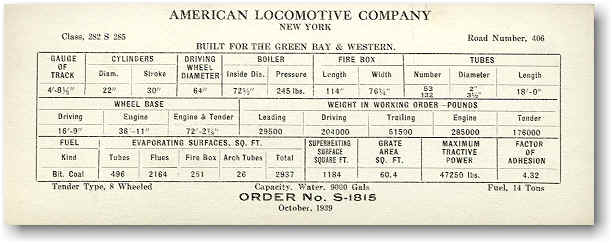 AMERICAN LOCOMOTIVE COMPANY
NEW YORK
Class, 282 S 285 Road Number, 406
BUILT FOR THE GREEN BAY & WESTERN.
GAUGE OF TRACK CYLINDERS DRIVING WHEEL DIAMETER BOILER FIRE BOX TUBES
Diam. Stroke Inside Dia. Pressure Length Width Number Diameter Length
4'-8½" 22" 30" 64" 72½" 245 lbs. 114" 76¼" 53 2" 18'-0"
132 3½"
WHEEL BASE WEIGHT IN WORKING ORDER—POUNDS
Driving Engine Engine & Tender Leading Driving Trailing Engine Tender
16'-9" 36'-11" 29500 204000 51500 285000 176000
FUEL EVAPORATING SURFACES, SQ. FT. SUPERHEATING SURFACE SQUARE FT. GRATE AREA SQ. FT. MAXIMUM TRACTIVE POWER FACTOR OF ADHESION
Kind Tubes Flues Fire Box Arch Tubes Total
Bit. Coal 496 2164 251 26 2937 1184 60.4 47250 lbs. 4.32
Tender Type, 8 Wheeled Capacity, Water, 9000 Gals Fuel, 14 Tons
ORDER No. S-1815
October, 1939